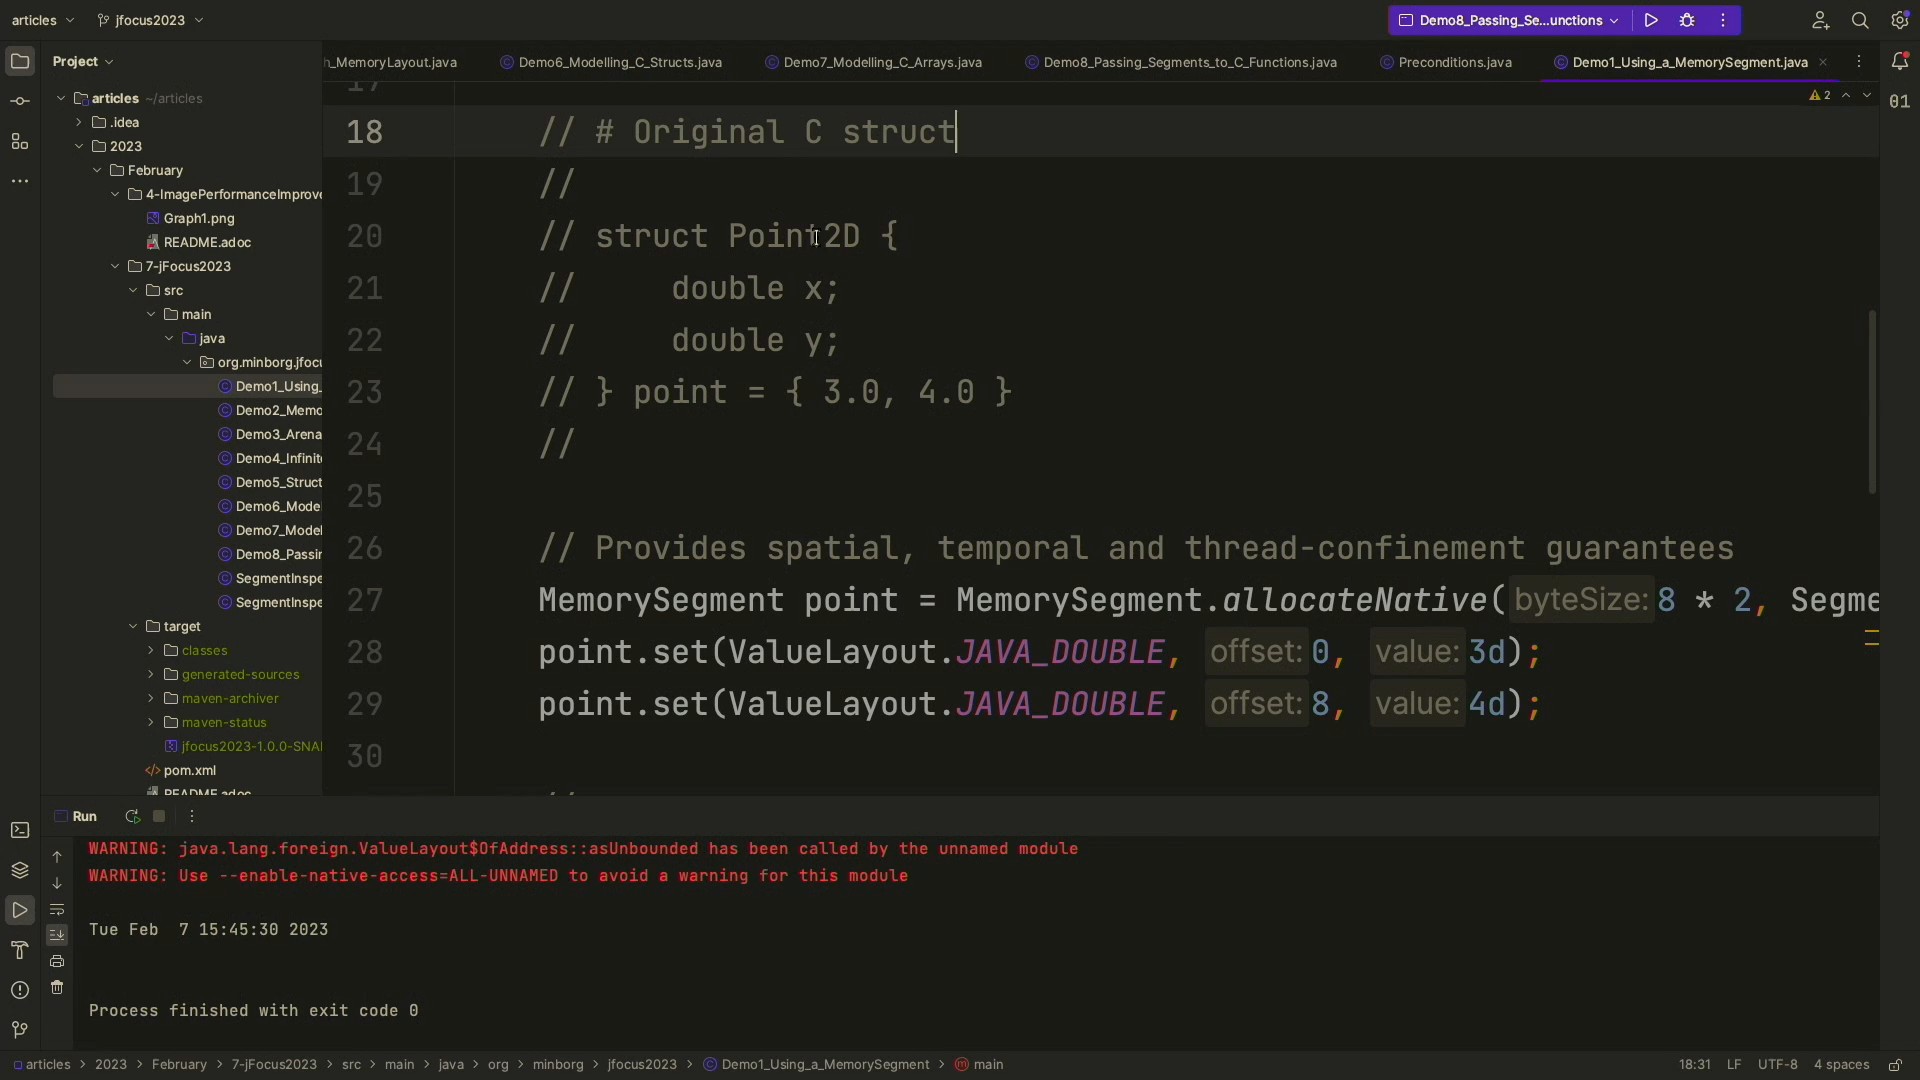 articles jfocus2023 Demo8_Passing_Se...unctions
Project
h_MemoryLayout.java Demo6_Modelling_C_Structs.java Demo7_Modelling_C_Arrays.java Demo8_Passing_Segments_to_C_Functions.java Preconditions.java Demo1_Using_a_MemorySegment.java
2
01
articles ~/articles
.idea
2023
February
4-ImagePerformanceImprove
Graph1.png
README.adoc
7-jFocus2023
src
main
java
org.minborg.jfocu
Demo1_Using_
Demo2_Memo
Demo3_Arena
Demo4_Infinite
Demo5_Struct
Demo6_Model
Demo7_Model
Demo8_Passin
SegmentInspe
SegmentInspe
target
classes
generated-sources
maven-archiver
maven-status
jfocus2023-1.0.0-SNA
pom.xml
README.adoc
17
18 // # Original C struct
19 //
20 // struct Point2D {
21 //     double x;
22 //     double y;
23 // } point = { 3.0, 4.0 }
24 //
25
26 // Provides spatial, temporal and thread-confinement guarantees
27 MemorySegment point = MemorySegment.allocateNative( byteSize: 8 * 2, Segme
28 point.set(ValueLayout.JAVA_DOUBLE, offset: 0, value: 3d);
29 point.set(ValueLayout.JAVA_DOUBLE, offset: 8, value: 4d);
30
//
Run
WARNING: java.lang.foreign.ValueLayout$OfAddress::asUnbounded has been called by the unnamed module
WARNING: Use --enable-native-access=ALL-UNNAMED to avoid a warning for this module
Tue Feb  7 15:45:30 2023
Process finished with exit code 0
articles > 2023 > February > 7-jFocus2023 > src > main > java > org > minborg > jfocus2023 > Demo1_Using_a_MemorySegment > main 18:31 LF UTF-8 4 spaces